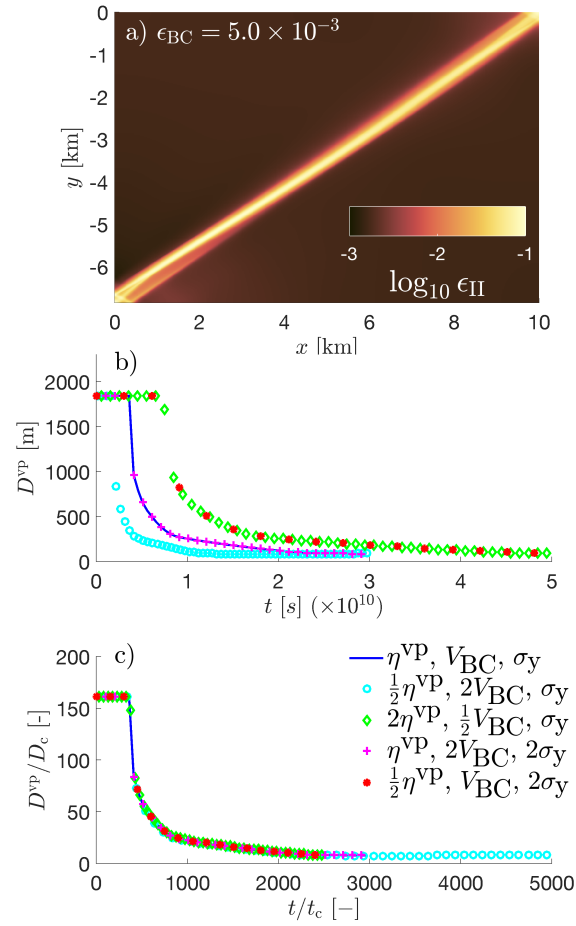 a) ϵ_BC = 5.0 × 10⁻³
0
-1
-2
-3
-4
-5
-6
y [km]
-3 -2 -1
log₁₀ ϵ_II
0 2 4 6 8 10
x [km]
b)
2000
1500
1000
500
0
D^vp [m]
0 1 2 3 4 5
t [s] (×10¹⁰)
c)
200
150
100
50
0
D^vp/D_c [-]
η^vp, V_BC, σ_y
½η^vp, 2V_BC, σ_y
2η^vp, ½V_BC, σ_y
η^vp, 2V_BC, 2σ_y
½η^vp, V_BC, 2σ_y
0 1000 2000 3000 4000 5000
t/t_c [−]